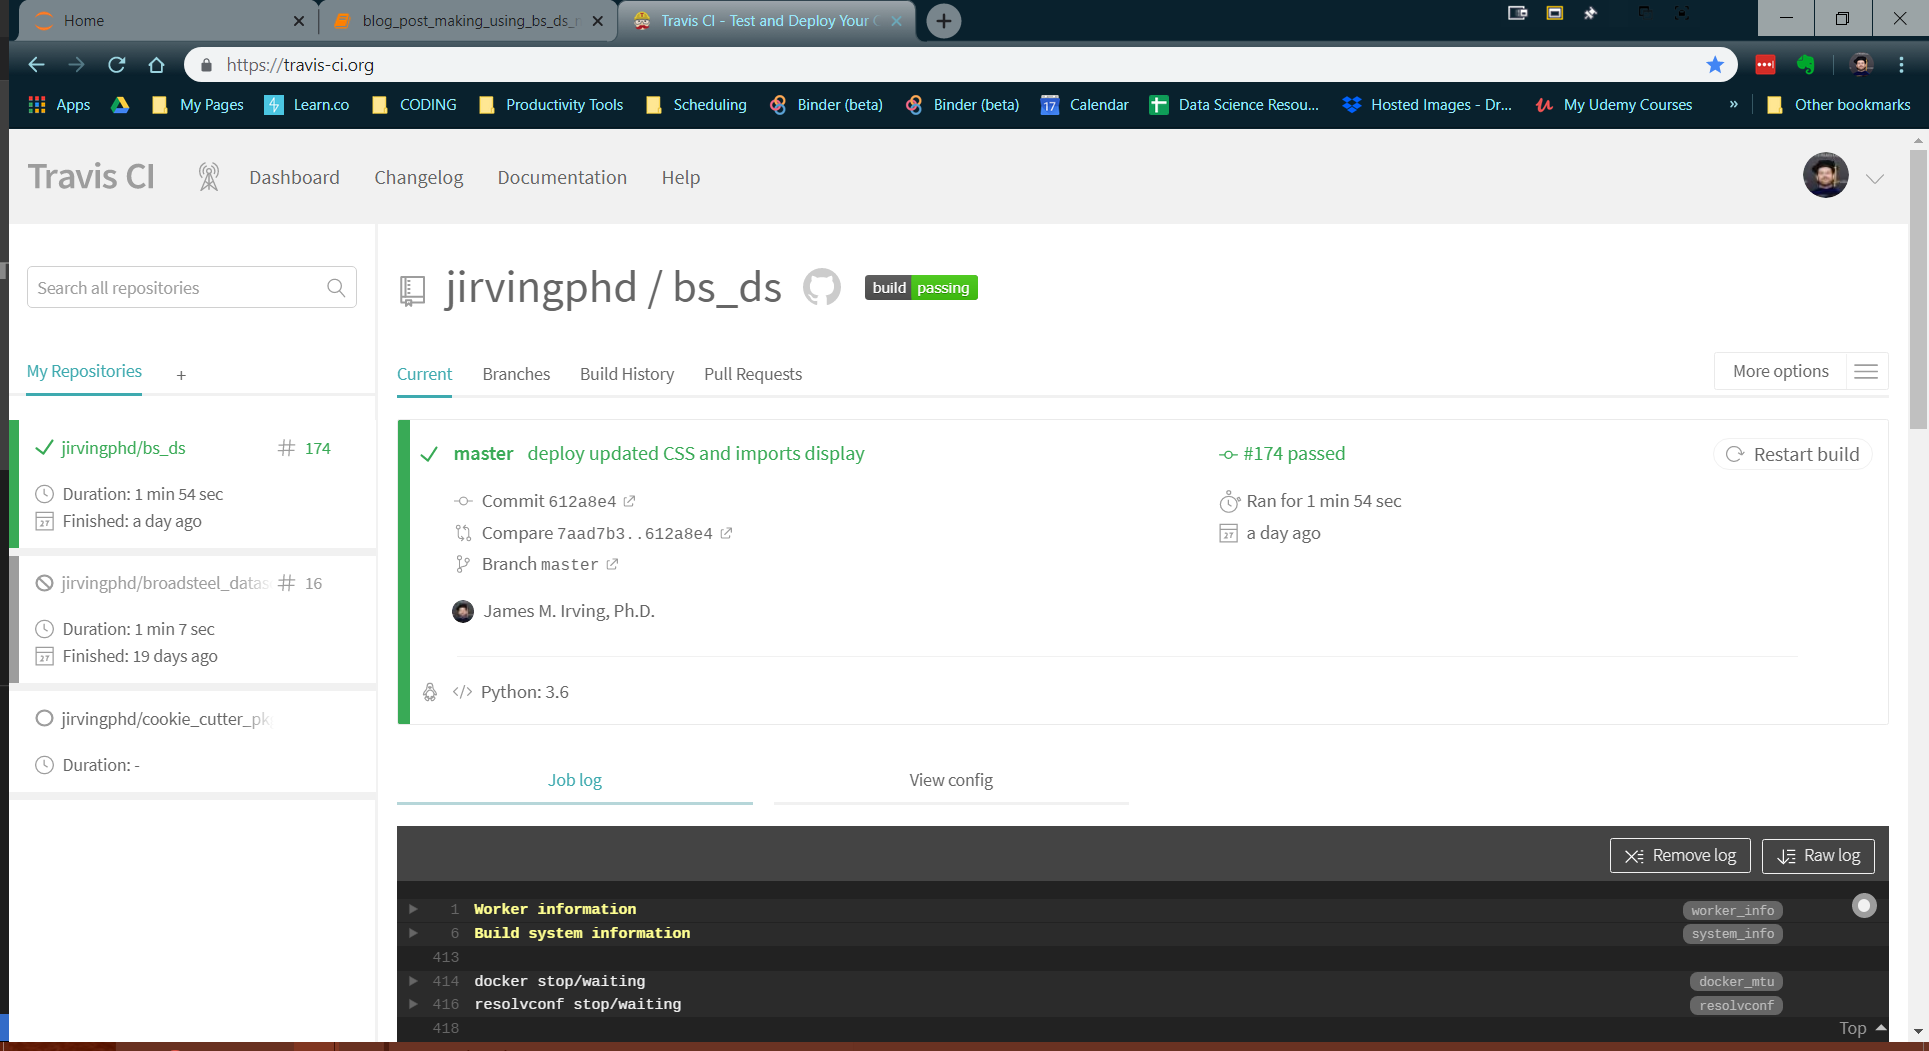 Home
blog_post_making_using_bs_ds_
Travis CI - Test and Deploy Your
https://travis-ci.org
Apps My Pages Learn.co CODING Productivity Tools Scheduling Binder (beta) Binder (beta) 17 Calendar Data Science Resou... Hosted Images - Dr... My Udemy Courses » Other bookmarks
Travis CI Dashboard Changelog Documentation Help
Search all repositories
My Repositories +
jirvingphd/bs_ds # 174
Duration: 1 min 54 sec
27 Finished: a day ago
jirvingphd/broadsteel_datas # 16
Duration: 1 min 7 sec
27 Finished: 19 days ago
jirvingphd/cookie_cutter_pk
Duration: -
jirvingphd / bs_ds build passing
Current Branches Build History Pull Requests More options
master deploy updated CSS and imports display #174 passed Restart build
Commit 612a8e4 Ran for 1 min 54 sec
Compare 7aad7b3..612a8e4 27 a day ago
Branch master
James M. Irving, Ph.D.
</> Python: 3.6
Job log View config
Remove log Raw log
1 Worker information worker_info
6 Build system information system_info
413
414 docker stop/waiting docker_mtu
416 resolvconf stop/waiting resolvconf
418
Top